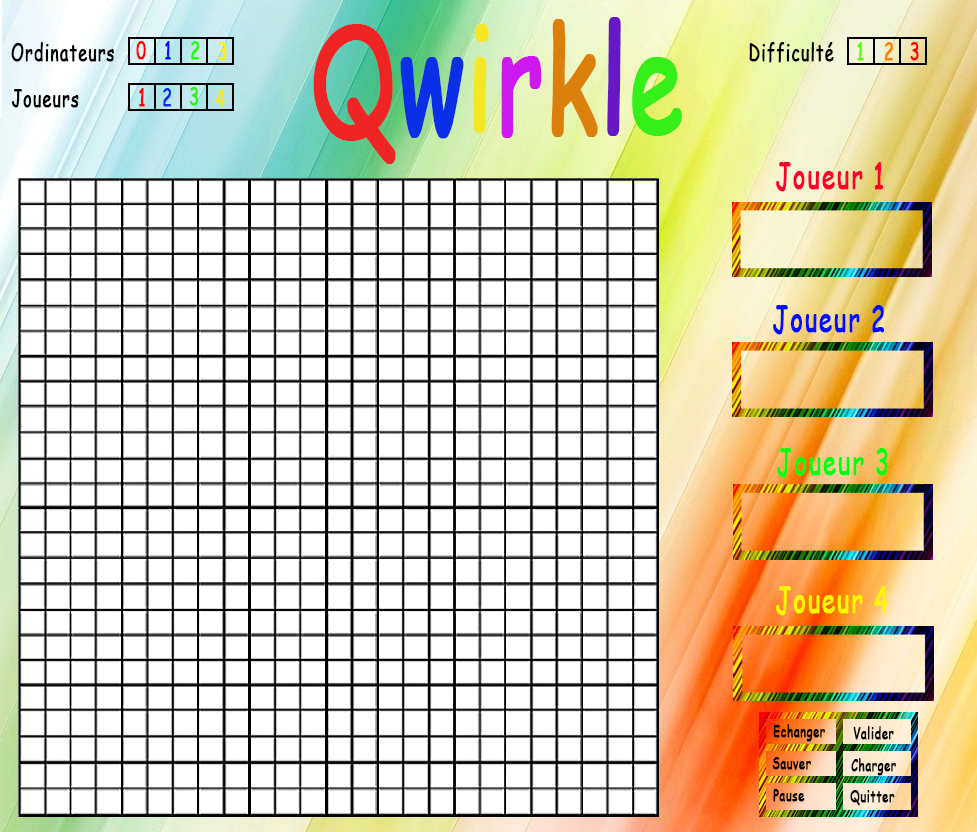 Qwirkle
Ordinateurs 0 1 2 3
Joueurs 1 2 3 4
Difficulté 1 2 3
Joueur 1
Joueur 2
Joueur 3
Joueur 4
Echanger Valider
Sauver Charger
Pause Quitter